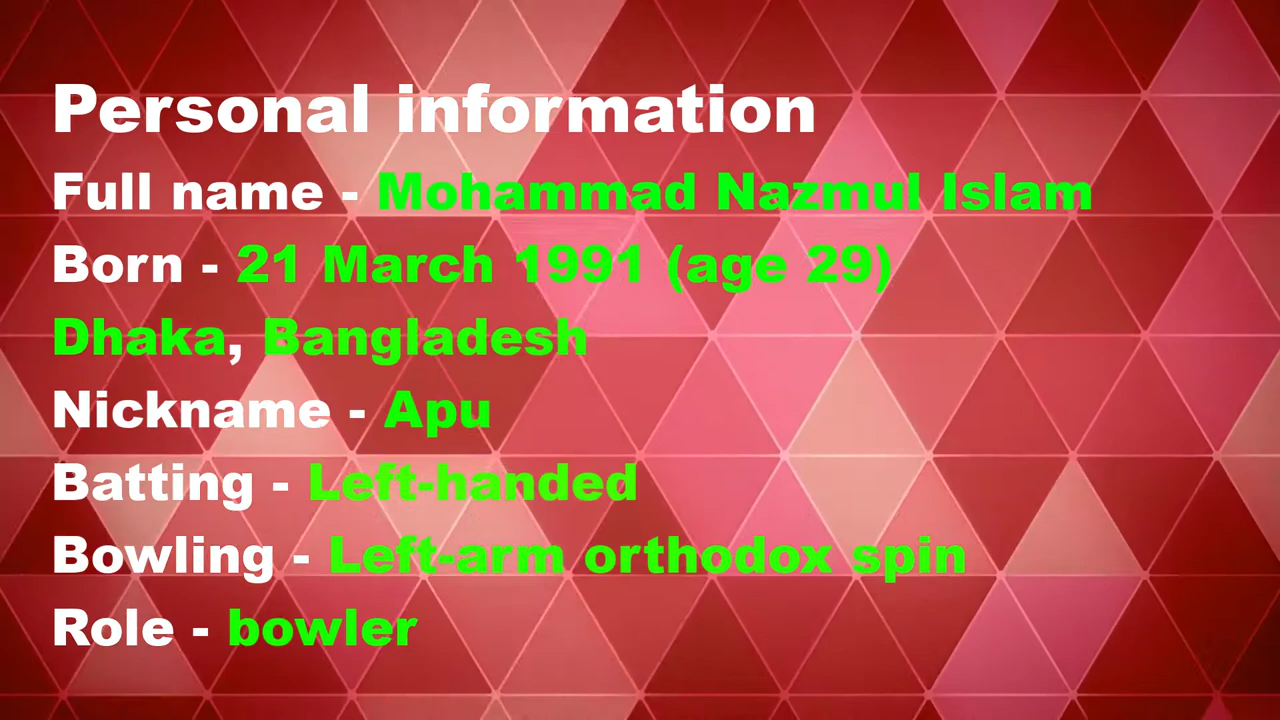 Personal information
Full name - Mohammad Nazmul Islam
Born - 21 March 1991 (age 29)
Dhaka, Bangladesh
Nickname - Apu
Batting - Left-handed
Bowling - Left-arm orthodox spin
Role - bowler